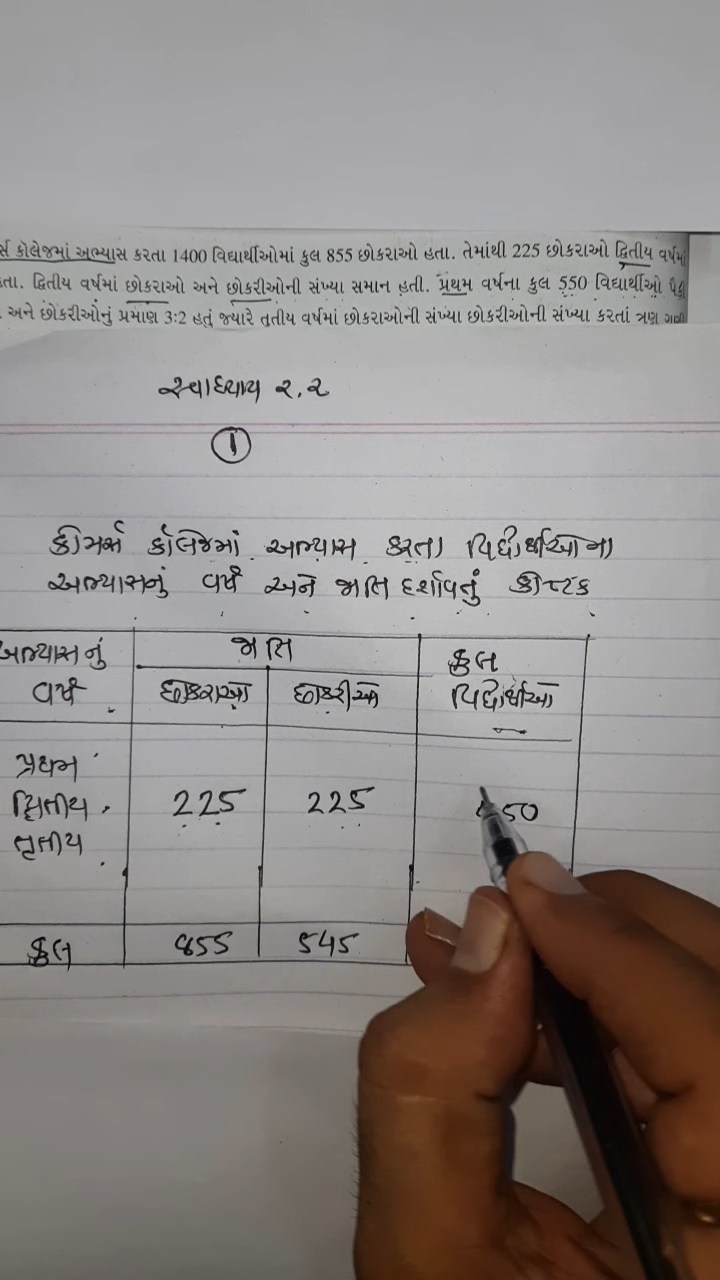 ર્સ કૉલેજમાં અભ્યાસ કરતા 1400 વિદ્યાર્થીઓમાં કુલ 855 છોકરાઓ હતા. તેમાંથી 225 છોકરાઓ દ્વિતીય વર્ષમાં
તા. દ્વિતીય વર્ષમાં છોકરાઓ અને છોકરીઓની સંખ્યા સમાન હતી. પ્રથમ વર્ષના કુલ 550 વિદ્યાર્થીઓ પૈકી
અને છોકરીઓનું પ્રમાણ 3:2 હતું જ્યારે તૃતીય વર્ષમાં છોકરાઓની સંખ્યા છોકરીઓની સંખ્યા કરતાં ત્રણ ગણી
સ્વાધ્યાય ૨.૨
1
કોમર્સ કૉલેજમાં અભ્યાસ કરતા વિદ્યાર્થીઓના
અભ્યાસનું વર્ષ અને જાતિ દર્શાવતું કોષ્ટક
અભ્યાસનું જાતિ કુલ
વર્ષ છોકરાઓ છોકરીઓ વિદ્યાર્થીઓ
પ્રથમ
દ્વિતીય 225 225 450
તૃતીય
કુલ 855 545